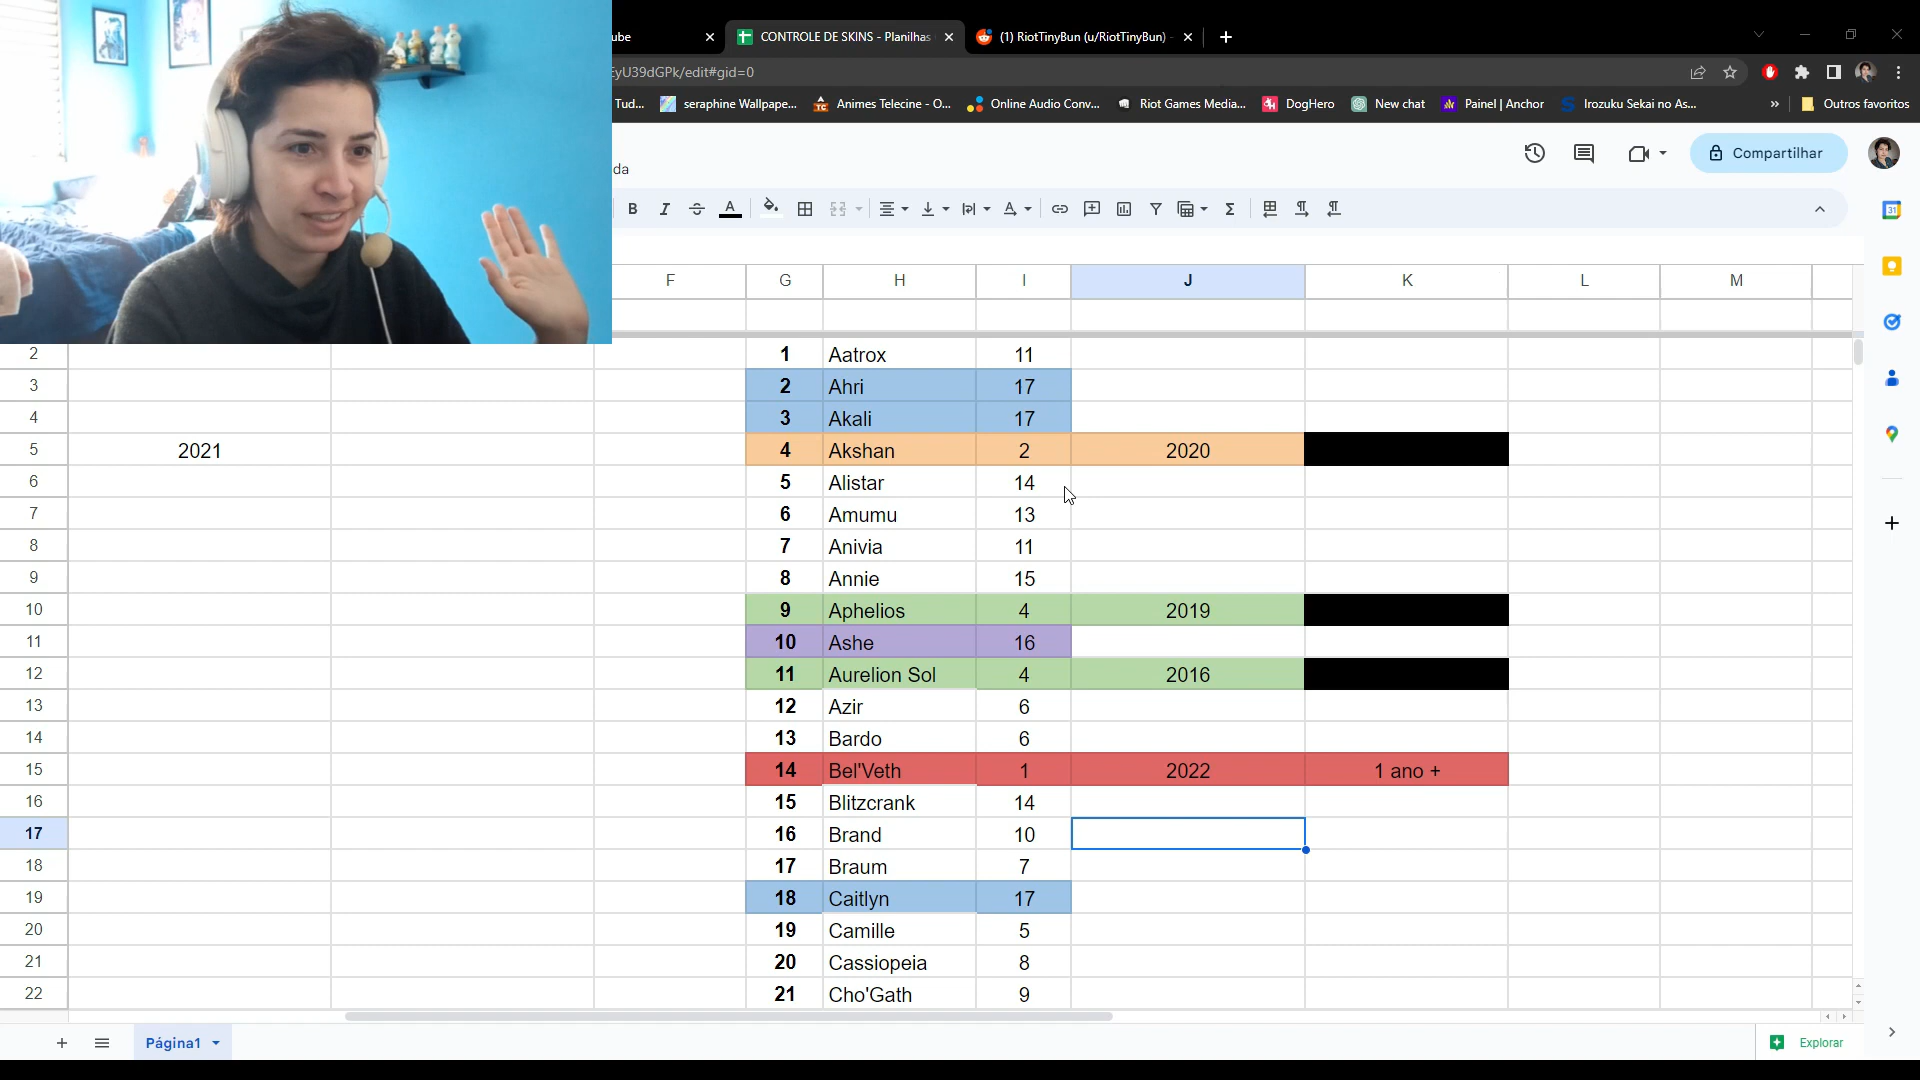 ube
CONTROLE DE SKINS - Planilhas
(1) RiotTinyBun (u/RiotTinyBun) -
EyU39dGPk/edit#gid=0
Tud...
seraphine Wallpape...
Animes Telecine - O...
Online Audio Conv...
Riot Games Media...
DogHero
New chat
Painel | Anchor
Irozuku Sekai no As...
»
Outros favoritos
da
Compartilhar
B I S A A Σ
31
F G H I J K L M
2 1 Aatrox 11
3 2 Ahri 17
4 3 Akali 17
5 2021 4 Akshan 2 2020
6 5 Alistar 14
7 6 Amumu 13
8 7 Anivia 11
9 8 Annie 15
10 9 Aphelios 4 2019
11 10 Ashe 16
12 11 Aurelion Sol 4 2016
13 12 Azir 6
14 13 Bardo 6
15 14 Bel'Veth 1 2022 1 ano +
16 15 Blitzcrank 14
17 16 Brand 10
18 17 Braum 7
19 18 Caitlyn 17
20 19 Camille 5
21 20 Cassiopeia 8
22 21 Cho'Gath 9
Página1
Explorar